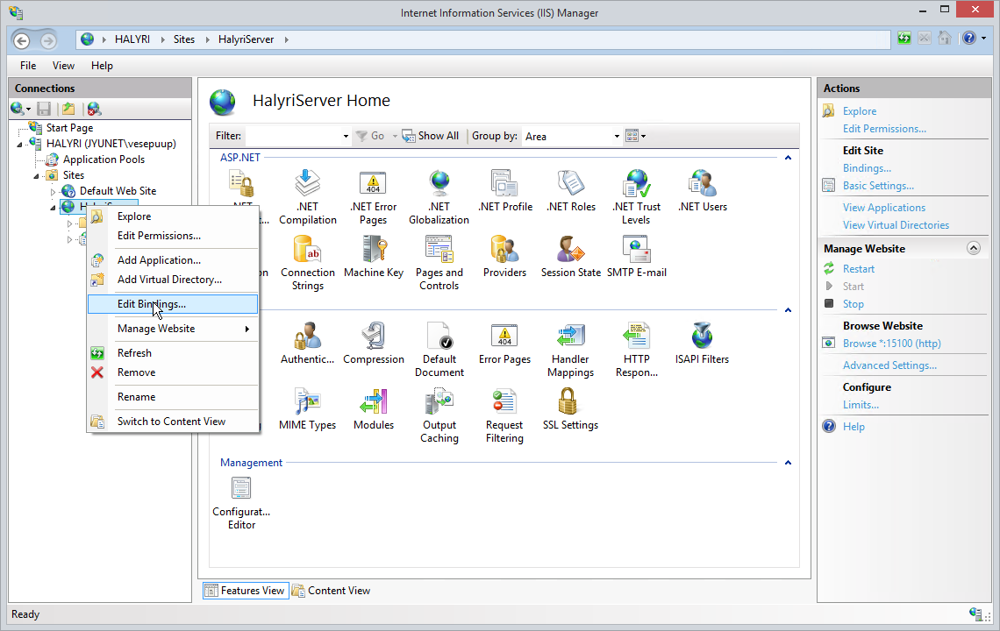 Internet Information Services (IIS) Manager
HALYRI
Sites
HalyriServer
File
View
Help
Connections
Start Page
HALYRI (JYUNET\vesepuup)
Application Pools
Sites
Default Web Site
Explore
Edit Permissions...
Add Application...
Add Virtual Directory...
Edit Bindings...
Manage Website
Refresh
Remove
Rename
Switch to Content View
HalyriServer Home
Filter:
Go
Show All
Group by:
Area
ASP.NET
.NET
Compilation
.NET Error
Pages
.NET
Globalization
.NET Profile
.NET Roles
.NET Trust
Levels
.NET Users
Connection
Strings
Machine Key
Pages and
Controls
Providers
Session State
SMTP E-mail
Authentic...
Compression
Default
Document
Error Pages
Handler
Mappings
HTTP
Respon...
ISAPI Filters
MIME Types
Modules
Output
Caching
Request
Filtering
SSL Settings
Management
Configurat...
Editor
Features View
Content View
Actions
Explore
Edit Permissions...
Edit Site
Bindings...
Basic Settings...
View Applications
View Virtual Directories
Manage Website
Restart
Start
Stop
Browse Website
Browse *:15100 (http)
Advanced Settings...
Configure
Limits...
Help
Ready